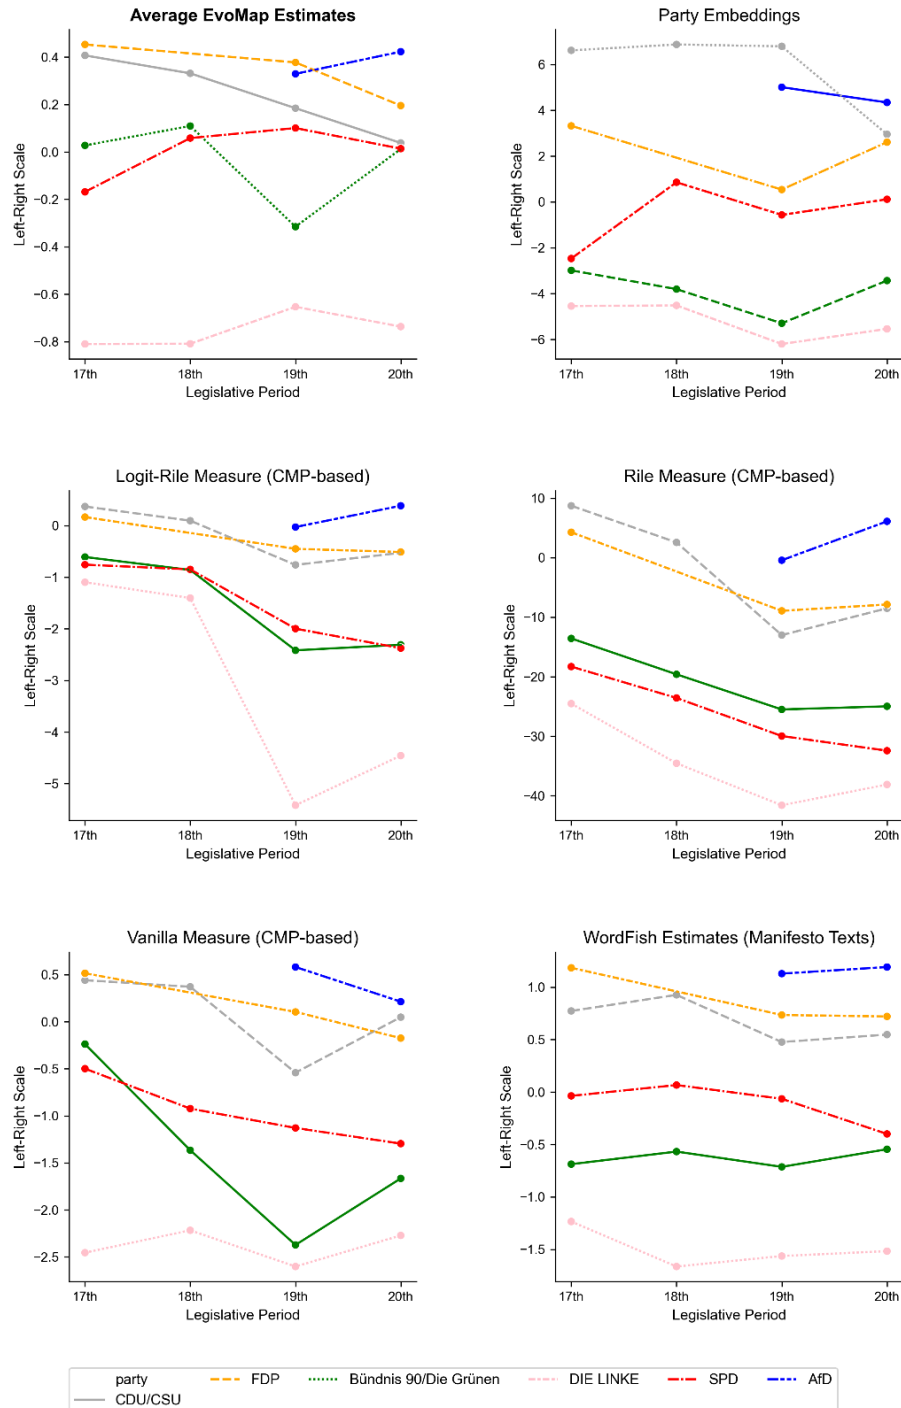 Average EvoMap Estimates
Left-Right Scale
0.4
0.2
0.0
−0.2
−0.4
−0.6
−0.8
17th 18th 19th 20th
Legislative Period
Party Embeddings
Left-Right Scale
6
4
2
0
−2
−4
−6
17th 18th 19th 20th
Legislative Period
Logit-Rile Measure (CMP-based)
Left-Right Scale
0
−1
−2
−3
−4
−5
17th 18th 19th 20th
Legislative Period
Rile Measure (CMP-based)
Left-Right Scale
10
0
−10
−20
−30
−40
17th 18th 19th 20th
Legislative Period
Vanilla Measure (CMP-based)
Left-Right Scale
0.5
0.0
−0.5
−1.0
−1.5
−2.0
−2.5
17th 18th 19th 20th
Legislative Period
WordFish Estimates (Manifesto Texts)
Left-Right Scale
1.0
0.5
0.0
−0.5
−1.0
−1.5
17th 18th 19th 20th
Legislative Period
party FDP Bündnis 90/Die Grünen DIE LINKE SPD AfD
CDU/CSU